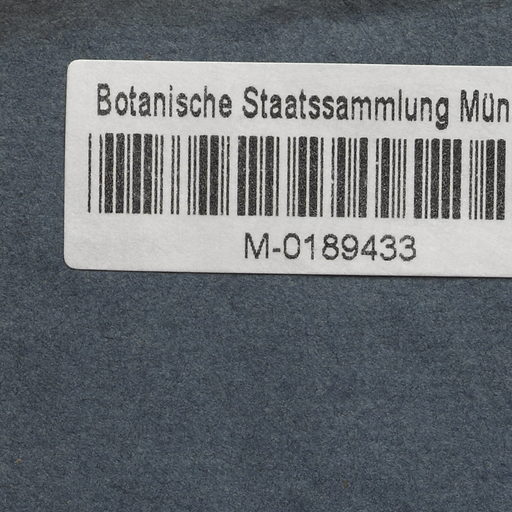 Botanische Staatssammlung Mün
M-0189433